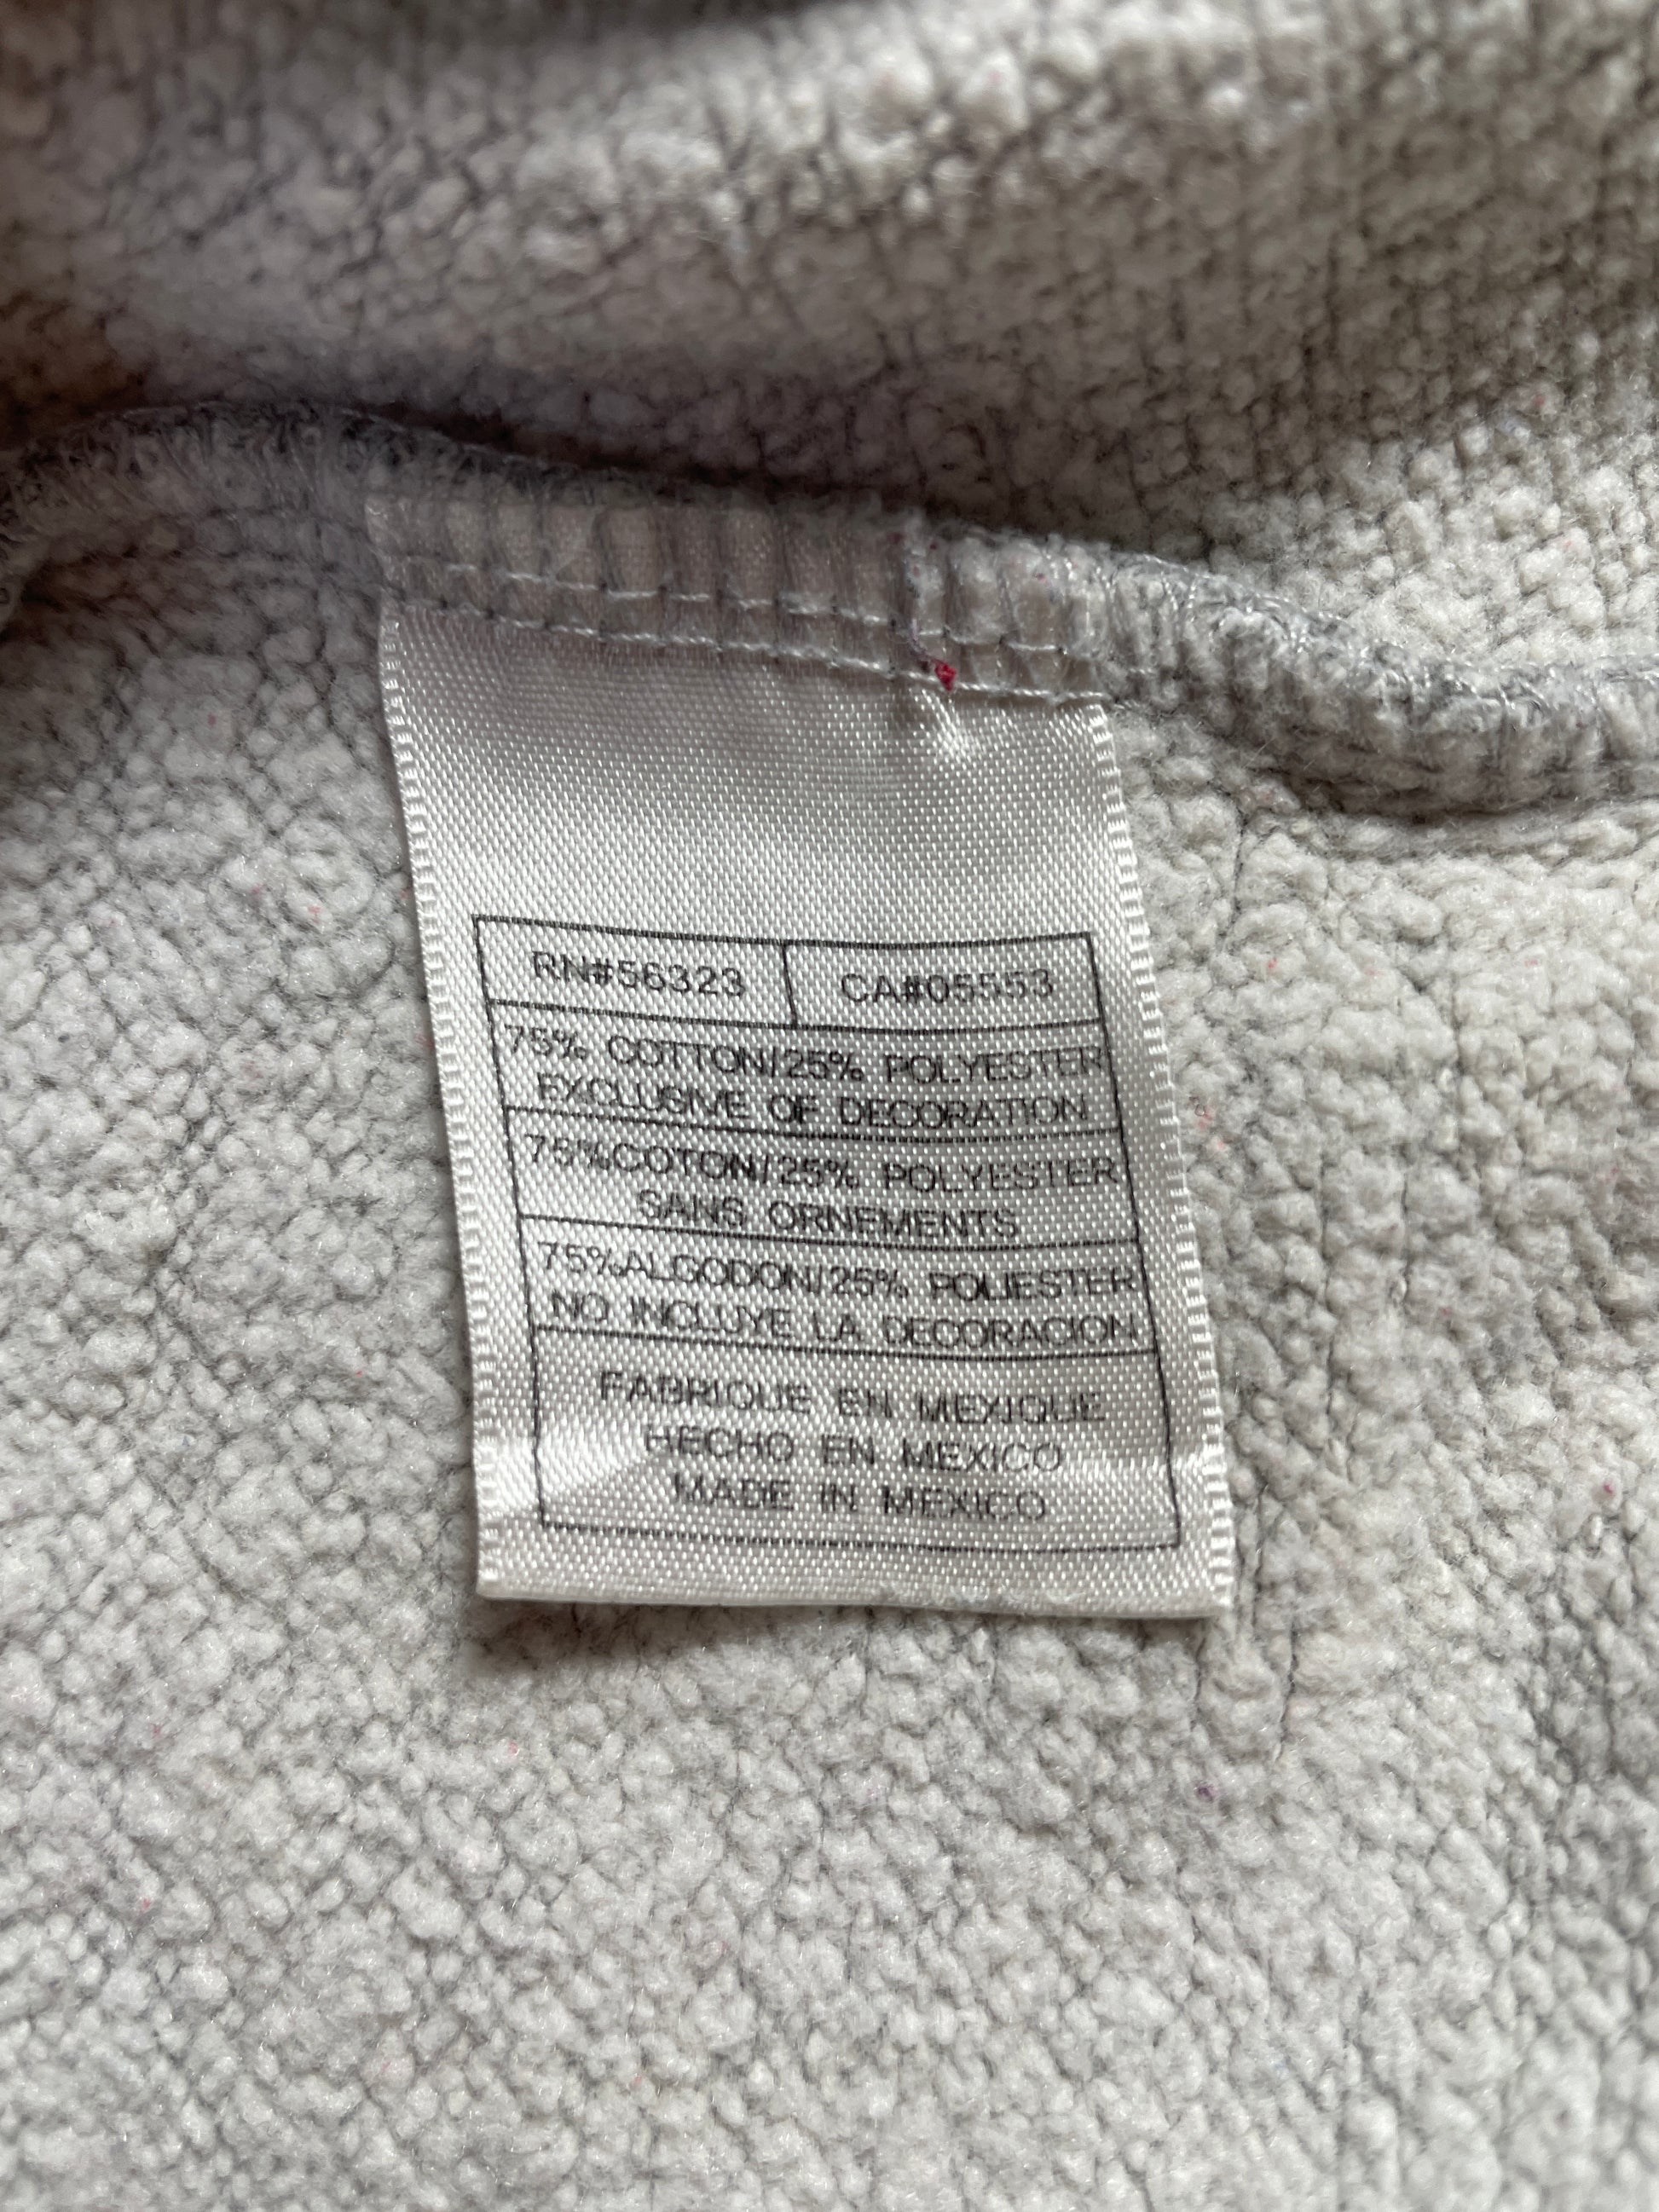 RN#56323 CA#05553
75% COTTON/25% POLYESTER
EXCLUSIVE OF DECORATION
75%COTON/25% POLYESTER
SANS ORNEMENTS
75%ALGODON/25% POLIESTER
NO INCLUYE LA DECORACION
FABRIQUE EN MEXIQUE
HECHO EN MEXICO
MADE IN MEXICO